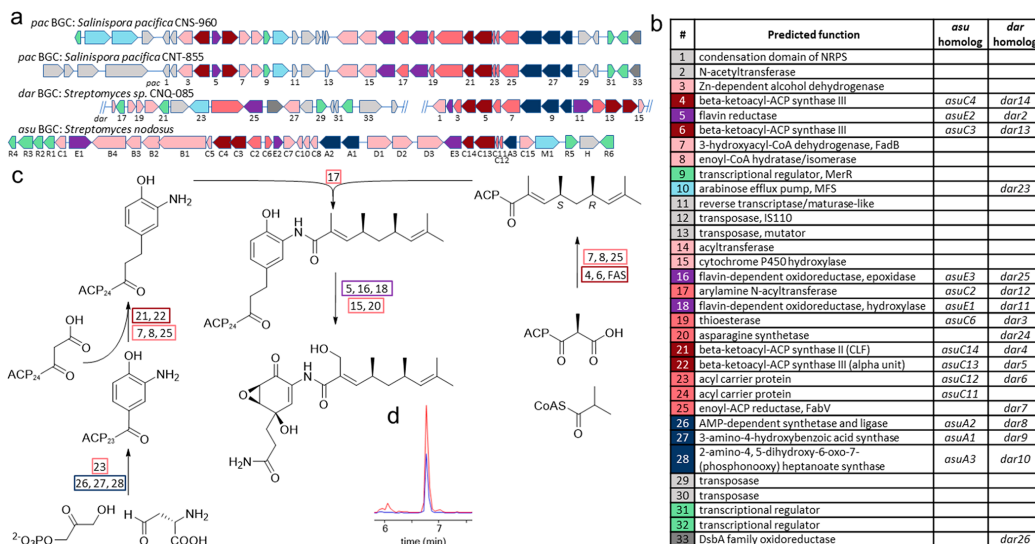 a
pac BGC: Salinispora pacifica CNS-960
pac BGC: Salinispora pacifica CNT-855
pac 1 3 5 7 9 11 13 15 17 19 21 23 25 27 29 31 33
dar BGC: Streptomyces sp. CNQ-085
dar 17 19 21 23 25 27 29 31 33 1 3 5 7 9 11 13 15
asu BGC: Streptomyces nodosus
R4 R3 R2 R1 C1 E1 B4 B3 B2 B1 C5 C4 C3 C2 C6 E2 C7 C10 C8 A2 A1 D1 D2 D3 E3 C14 C13 C11 C12 A3 C15 M1 R5 H R6
b
# Predicted function asu homolog dar homolog
1 condensation domain of NRPS
2 N-acetyltransferase
3 Zn-dependent alcohol dehydrogenase
4 beta-ketoacyl-ACP synthase III asuC4 dar14
5 flavin reductase asuE2 dar2
6 beta-ketoacyl-ACP synthase III asuC3 dar13
7 3-hydroxyacyl-CoA dehydrogenase, FadB
8 enoyl-CoA hydratase/isomerase
9 transcriptional regulator, MerR
10 arabinose efflux pump, MFS dar23
11 reverse transcriptase/maturase-like
12 transposase, IS110
13 transposase, mutator
14 acyltransferase
15 cytochrome P450 hydroxylase
16 flavin-dependent oxidoreductase, epoxidase asuE3 dar25
17 arylamine N-acyltransferase asuC2 dar12
18 flavin-dependent oxidoreductase, hydroxylase asuE1 dar11
19 thioesterase asuC6 dar3
20 asparagine synthetase dar24
21 beta-ketoacyl-ACP synthase II (CLF) asuC14 dar4
22 beta-ketoacyl-ACP synthase III (alpha unit) asuC13 dar5
23 acyl carrier protein asuC12 dar6
24 acyl carrier protein asuC11
25 enoyl-ACP reductase, FabV dar7
26 AMP-dependent synthetase and ligase asuA2 dar8
27 3-amino-4-hydroxybenzoic acid synthase asuA1 dar9
28 2-amino-4, 5-dihydroxy-6-oxo-7-(phosphonooxy) heptanoate synthase asuA3 dar10
29 transposase
30 transposase
31 transcriptional regulator
32 transcriptional regulator
33 DsbA family oxidoreductase dar26
c
OH
NH₂
ACP24
O
21, 22
7, 8, 25
OH
O
ACP24
O
OH
NH₂
ACP23
O
23
26, 27, 28
O
OH
2-O₃PO
O
NH₂
H
COOH
17
OH
H
N
O
ACP24
O
5, 16, 18
15, 20
OH
O
H
N
O
O
OH
H₂N
O
ACP
O
S
R
7, 8, 25
4, 6, FAS
ACP
OH
O
O
CoAS
O
d
6
7
time (min)